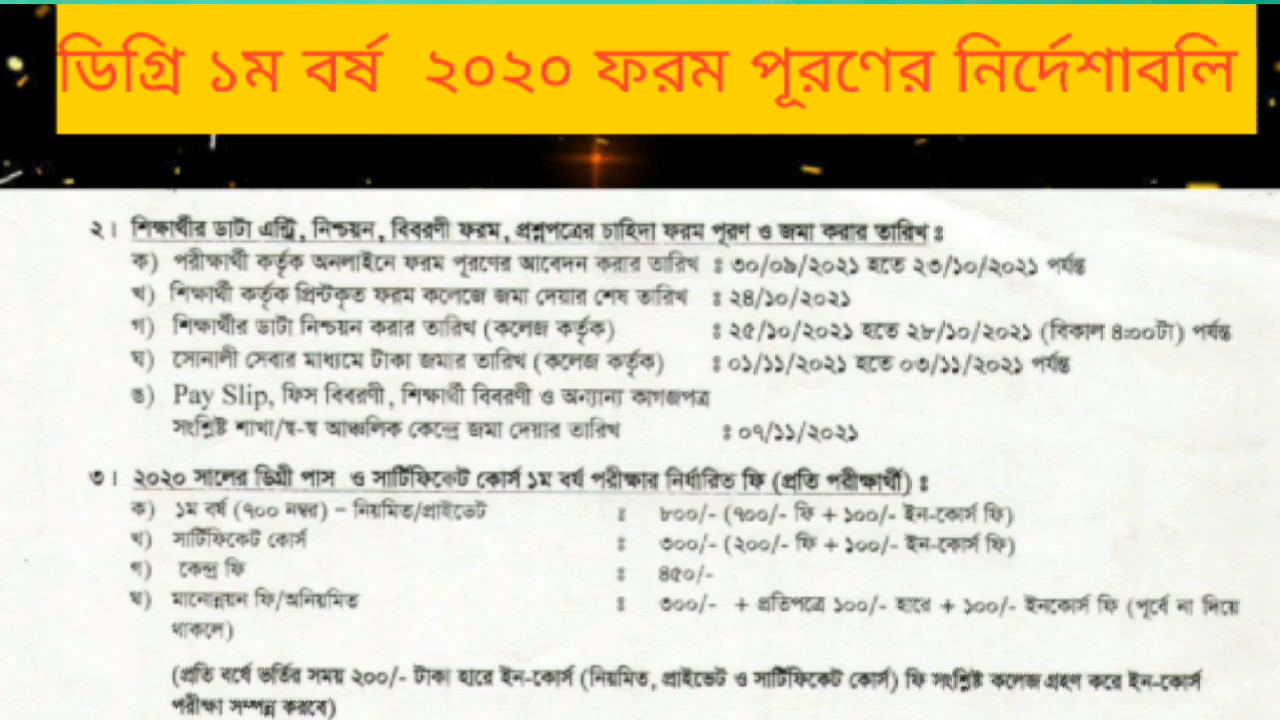 ডিগ্রি ১ম বর্ষ ২০২০ ফরম পূরণের নির্দেশাবলি
২। শিক্ষার্থীর ডাটা এন্ট্রি, নিশ্চয়ন, বিবরণী ফরম, প্রশ্নপত্রের চাহিদা ফরম পূরণ ও জমা করার তারিখ ঃ
ক) পরীক্ষার্থী কর্তৃক অনলাইনে ফরম পূরণের আবেদন করার তারিখ ঃ ৩০/০৯/২০২১ হতে ২৩/১০/২০২১ পর্যন্ত
খ) শিক্ষার্থী কর্তৃক প্রিন্টকৃত ফরম কলেজে জমা দেয়ার শেষ তারিখ ঃ ২৪/১০/২০২১
গ) শিক্ষার্থীর ডাটা নিশ্চয়ন করার তারিখ (কলেজ কর্তৃক) ঃ ২৫/১০/২০২১ হতে ২৮/১০/২০২১ (বিকাল ৪ঃ০০টা) পর্যন্ত
ঘ) সোনালী সেবার মাধ্যমে টাকা জমার তারিখ (কলেজ কর্তৃক) ঃ ০১/১১/২০২১ হতে ০৩/১১/২০২১ পর্যন্ত
ঙ) Pay Slip, ফিস বিবরণী, শিক্ষার্থী বিবরণী ও অন্যান্য কাগজপত্র
সংশ্লিষ্ট শাখা/স্ব-স্ব আঞ্চলিক কেন্দ্রে জমা দেয়ার তারিখ ঃ ০৭/১১/২০২১
৩। ২০২০ সালের ডিগ্রী পাস ও সার্টিফিকেট কোর্স ১ম বর্ষ পরীক্ষার নির্ধারিত ফি (প্রতি পরীক্ষার্থী) ঃ
ক) ১ম বর্ষ (৭০০ নম্বর) – নিয়মিত/প্রাইভেট ঃ ৮০০/- (৭০০/- ফি + ১০০/- ইন-কোর্স ফি)
খ) সার্টিফিকেট কোর্স ঃ ৩০০/- (২০০/- ফি + ১০০/- ইন-কোর্স ফি)
গ) কেন্দ্র ফি ঃ ৪৫০/-
ঘ) মানোন্নয়ন ফি/অনিয়মিত ঃ ৩০০/- + প্রতিপত্রে ১০০/- হারে + ১০০/- ইনকোর্স ফি (পূর্বে না দিয়ে
থাকলে)
(প্রতি বর্ষে ভর্তির সময় ২০০/- টাকা হারে ইন-কোর্স (নিয়মিত, প্রাইভেট ও সার্টিফিকেট কোর্স) ফি সংশ্লিষ্ট কলেজ গ্রহণ করে ইন-কোর্স
পরীক্ষা সম্পন্ন করবে)